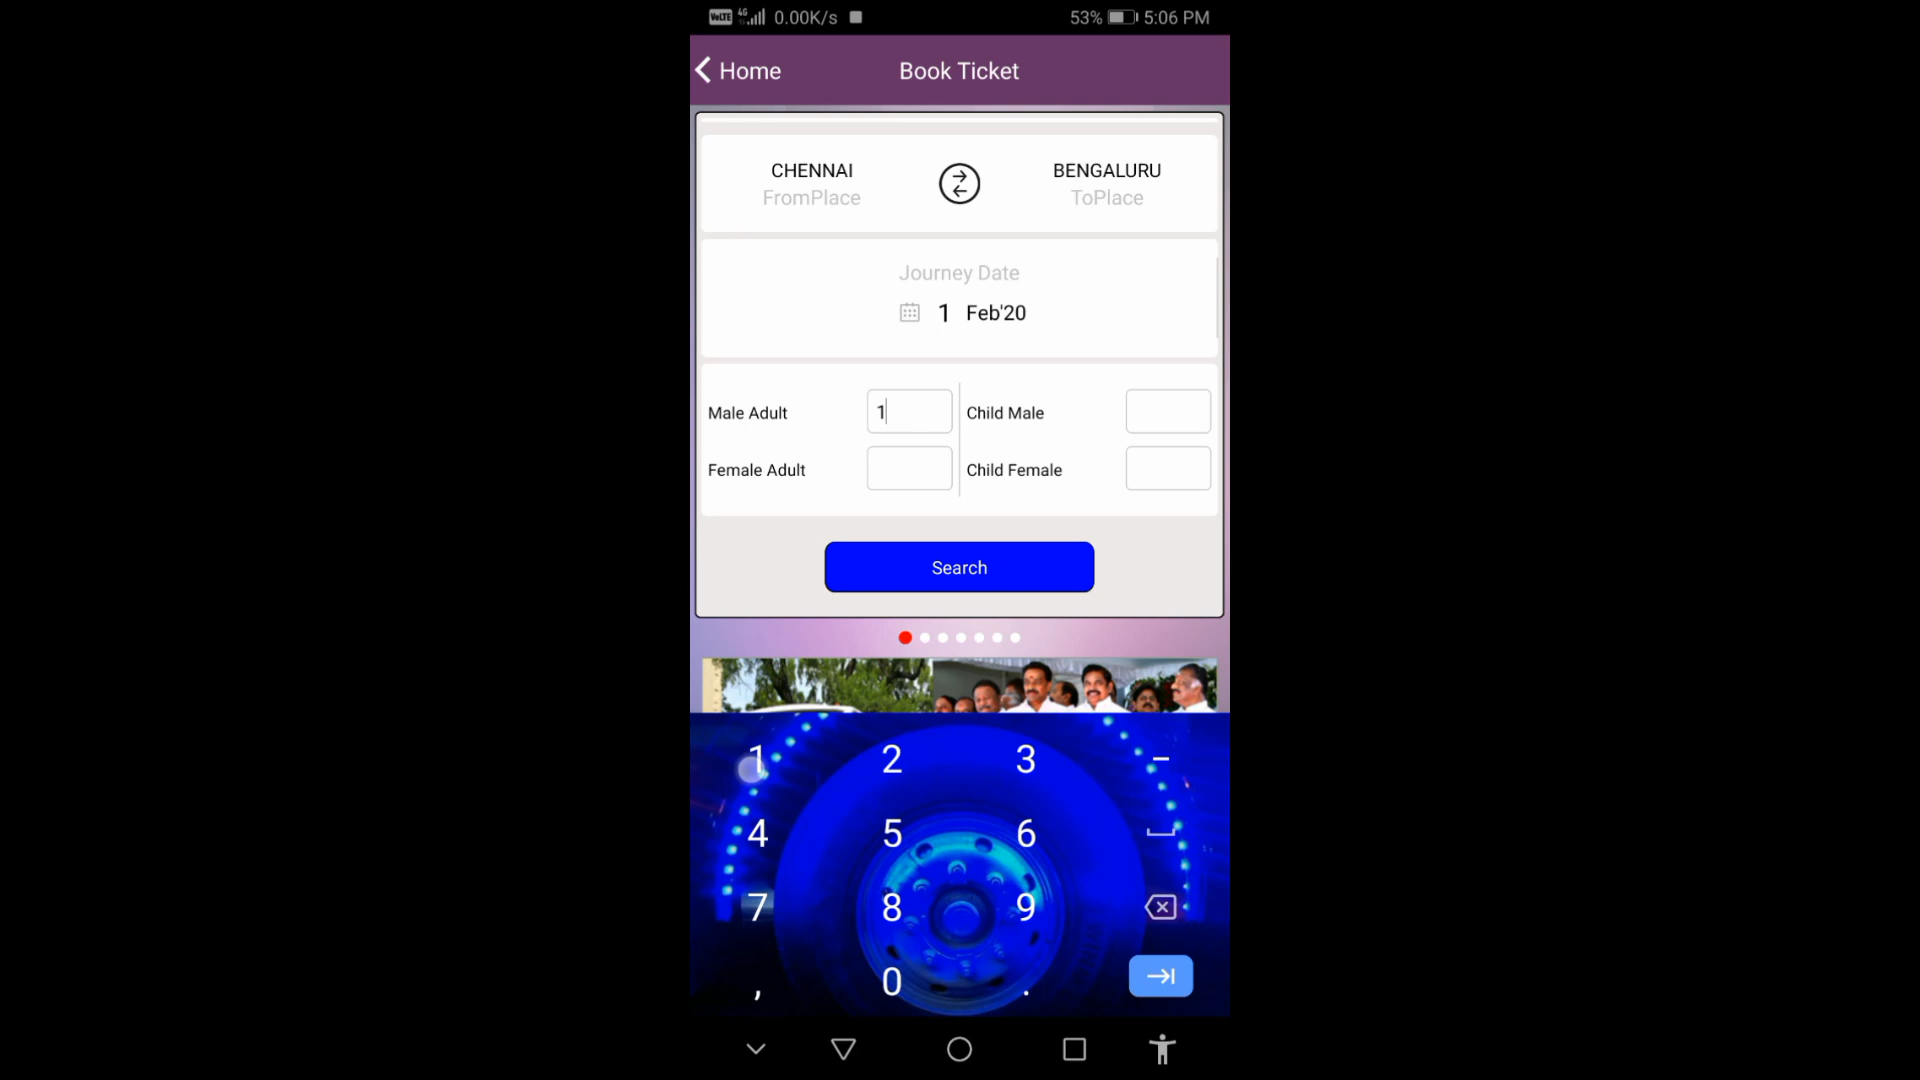 VoLTE 4G 0.00K/s 53% 5:06 PM
Home Book Ticket
CHENNAI BENGALURU
FromPlace ToPlace
Journey Date
1 Feb'20
Male Adult 1 Child Male
Female Adult Child Female
Search
1 2 3 -
4 5 6
7 8 9
, 0 .